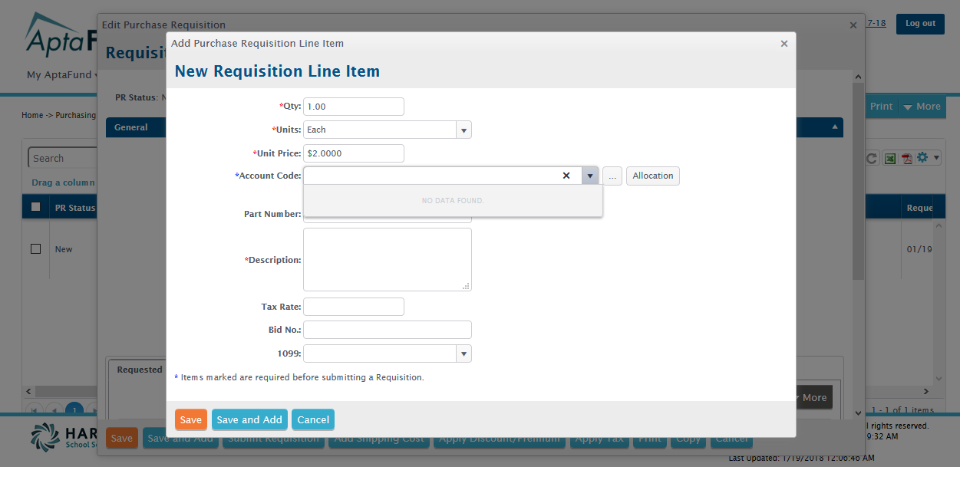 Edit Purchase Requisition
×
7-18
Log out
AptaF
Requisit
Add Purchase Requisition Line Item
×
New Requisition Line Item
My AptaFund
PR Status: N
Home -> Purchasing
Print
More
General
Search
Drag a column
PR Status
Reque
New
01/19
*Qty: 1.00
*Units: Each
*Unit Price: $2.0000
*Account Code:
...
Allocation
NO DATA FOUND.
Part Number:
*Description:
Tax Rate:
Bid No.:
1099:
* Items marked are required before submitting a Requisition.
Requested
More
Save
Save and Add
Cancel
1
1 - 1 of 1 items
HAR
School S
Save
Save and Add
Submit Requisition
Add Shipping Cost
Apply Discount/Premium
Apply Tax
Print
Copy
Cancel
l rights reserved.
9:32 AM
Last Updated: 1/19/2018 12:06:46 AM